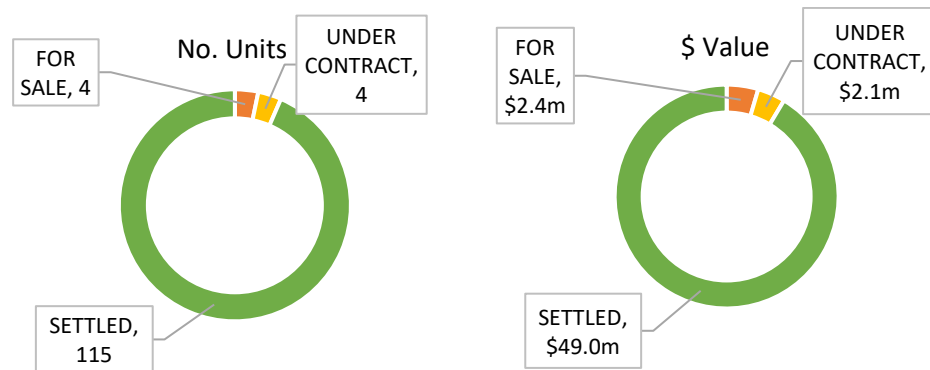 No. Units
FOR
SALE, 4
UNDER
CONTRACT,
4
SETTLED,
115
$ Value
FOR
SALE,
$2.4m
UNDER
CONTRACT,
$2.1m
SETTLED,
$49.0m